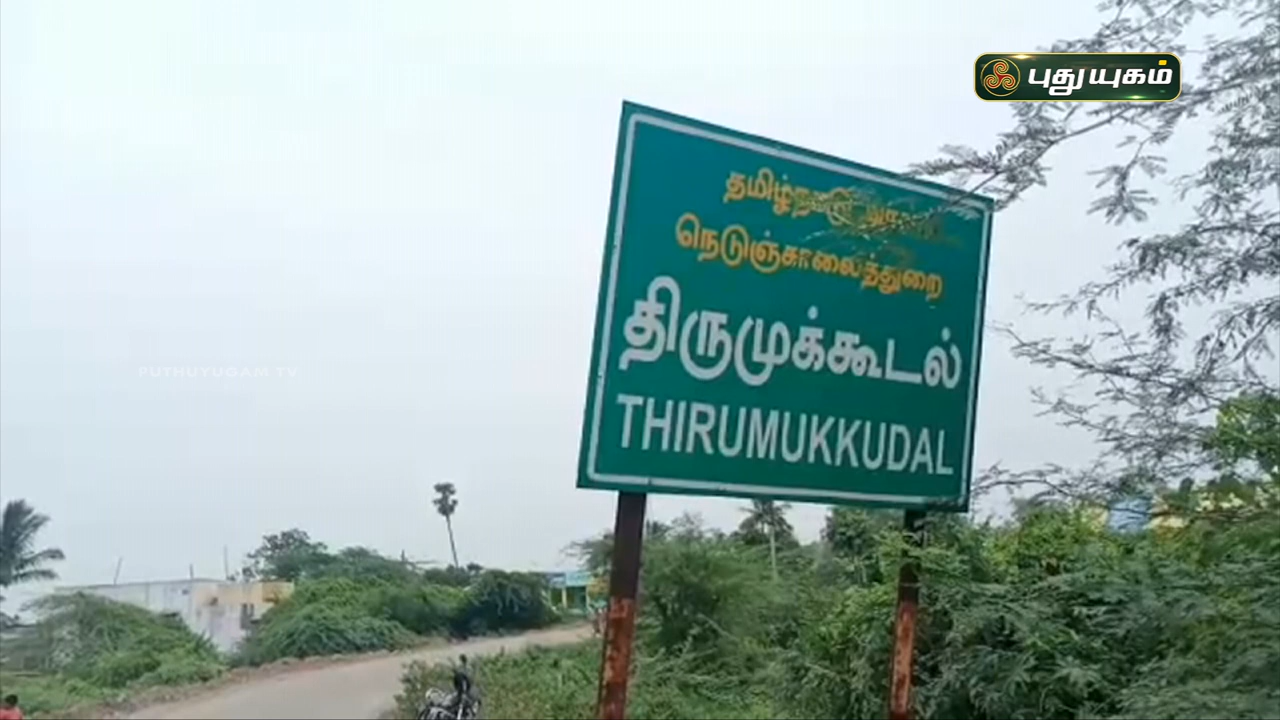 புதுயுகம்
நெடுஞ்சாலைத்துறை
திருமுக்கூடல்
THIRUMUKKUDAL
PUTHUYUGAM TV